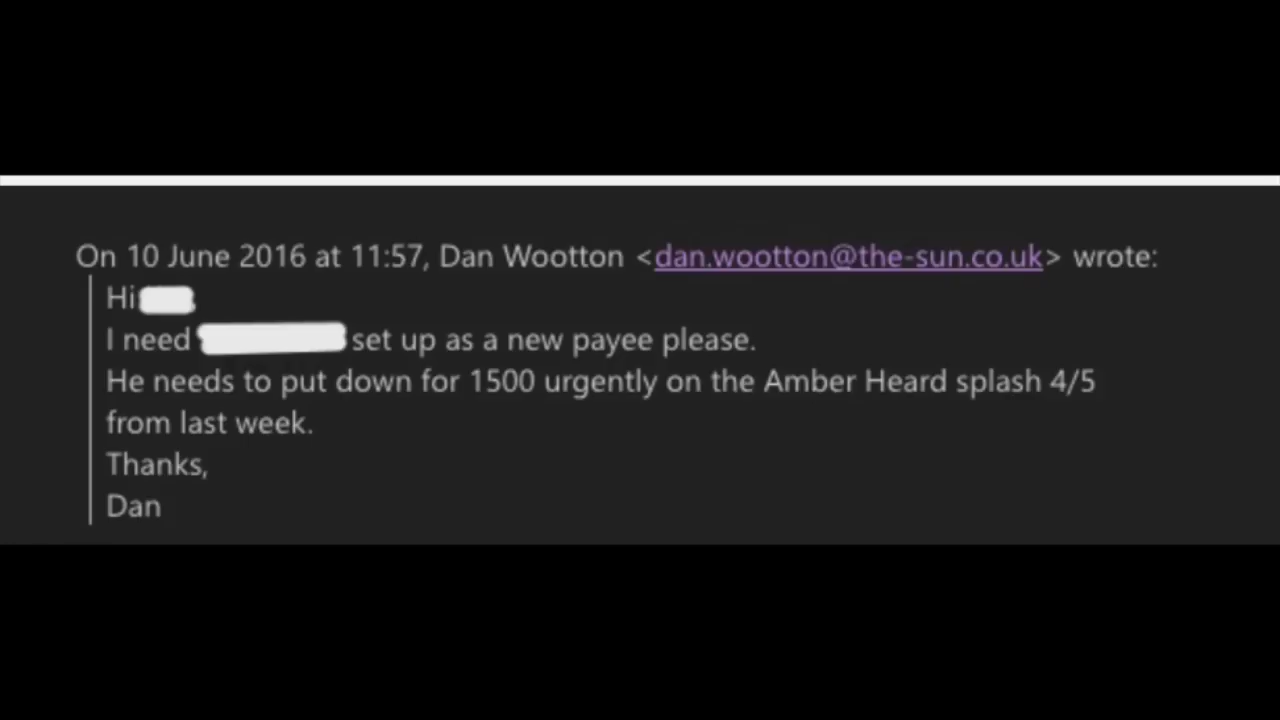 On 10 June 2016 at 11:57, Dan Wootton <dan.wootton@the-sun.co.uk> wrote:
Hi
I need set up as a new payee please.
He needs to put down for 1500 urgently on the Amber Heard splash 4/5
from last week.
Thanks,
Dan